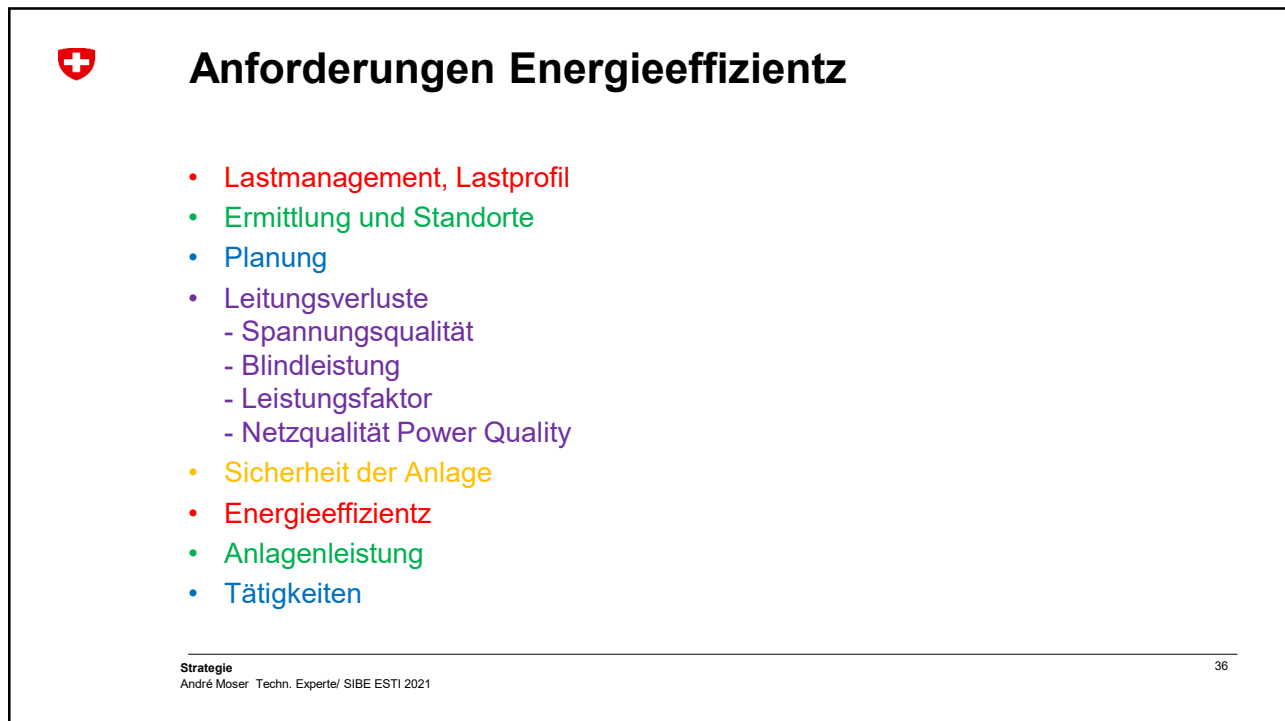 Anforderungen Energieeffizientz
• Lastmanagement, Lastprofil
• Ermittlung und Standorte
• Planung
• Leitungsverluste
- Spannungsqualität
- Blindleistung
- Leistungsfaktor
- Netzqualität Power Quality
• Sicherheit der Anlage
• Energieeffizientz
• Anlagenleistung
• Tätigkeiten
Strategie
André Moser Techn. Experte/ SIBE ESTI 2021
36